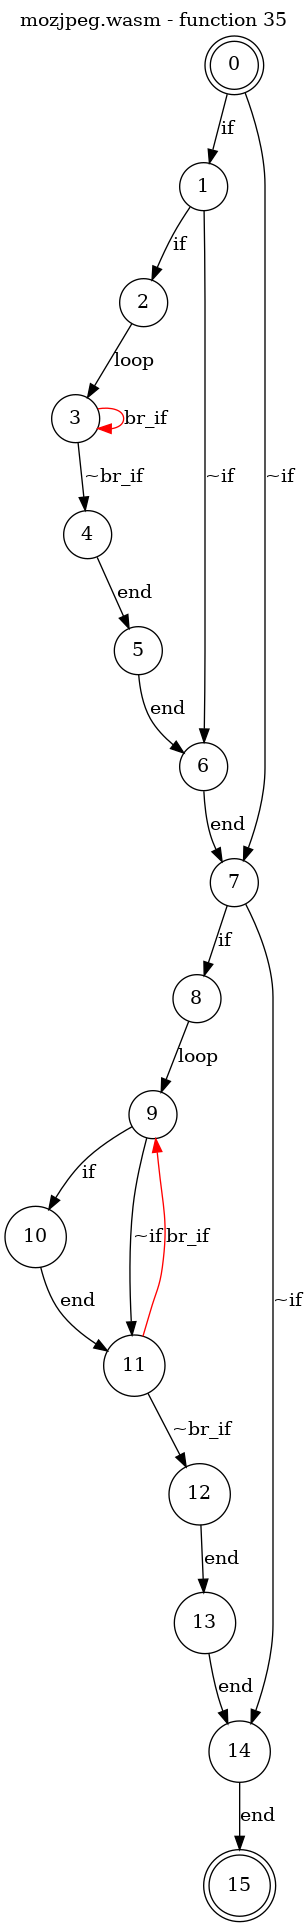 mozjpeg.wasm - function 35
0
if
1
if
2
loop
3
br_if
~if
~if
~br_if
4
end
5
end
6
end
7
if
8
loop
9
if
10
~if
br_if
end
~if
11
~br_if
12
end
13
end
14
end
15